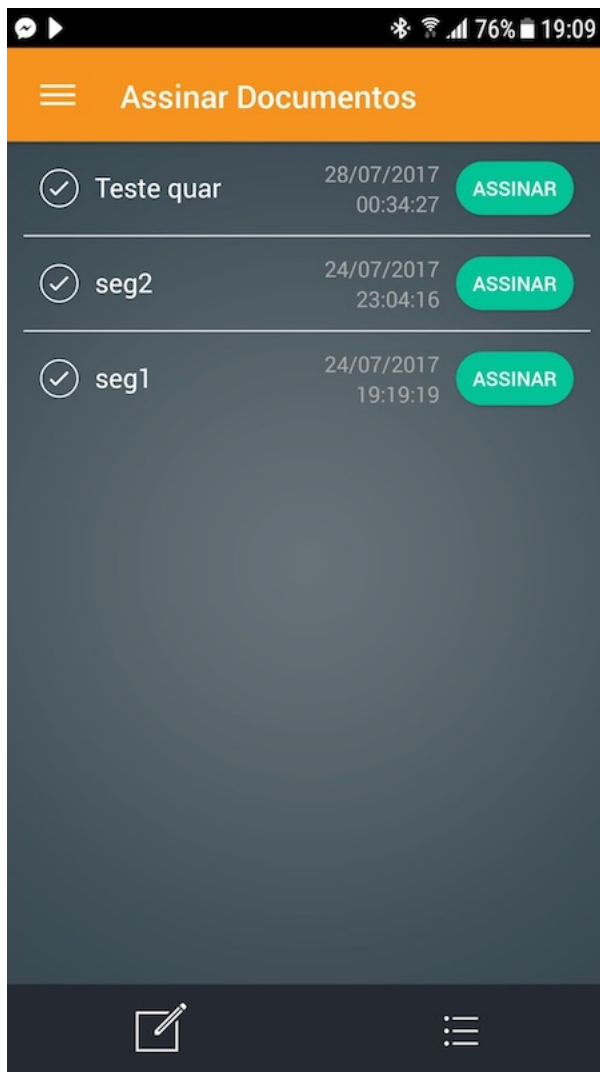 76% 19:09
Assinar Documentos
Teste quar 28/07/2017 ASSINAR
00:34:27
seg2 24/07/2017 ASSINAR
23:04:16
seg1 24/07/2017 ASSINAR
19:19:19